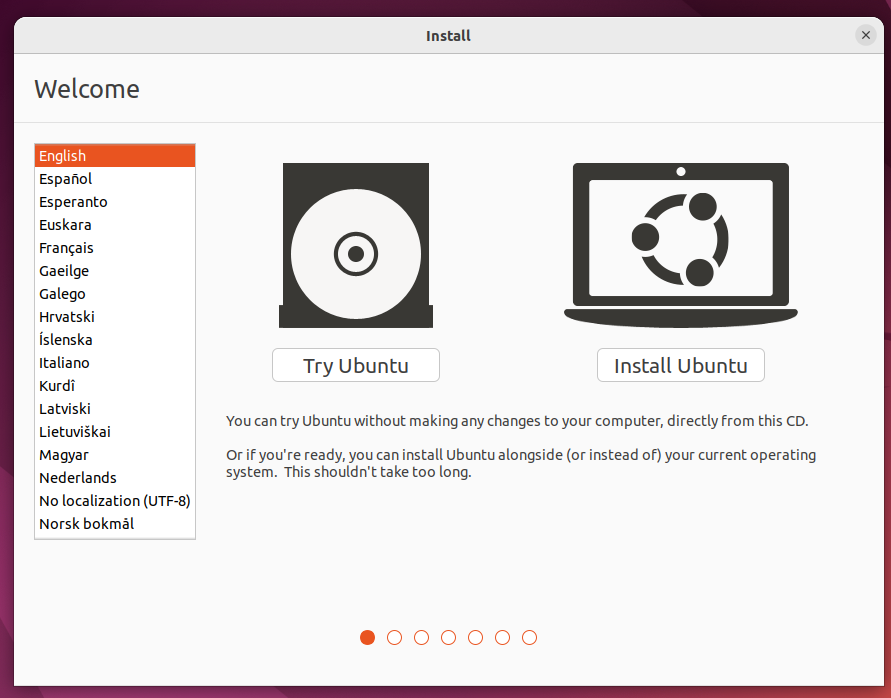 Install
Welcome
English
Español
Esperanto
Euskara
Français
Gaeilge
Galego
Hrvatski
Íslenska
Italiano
Kurdî
Latviski
Lietuviškai
Magyar
Nederlands
No localization (UTF-8)
Norsk bokmål
Try Ubuntu
Install Ubuntu
You can try Ubuntu without making any changes to your computer, directly from this CD.
Or if you're ready, you can install Ubuntu alongside (or instead of) your current operating
system.  This shouldn't take too long.